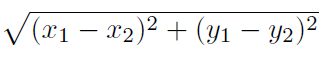 √(x₁ − x₂)² + (y₁ − y₂)²